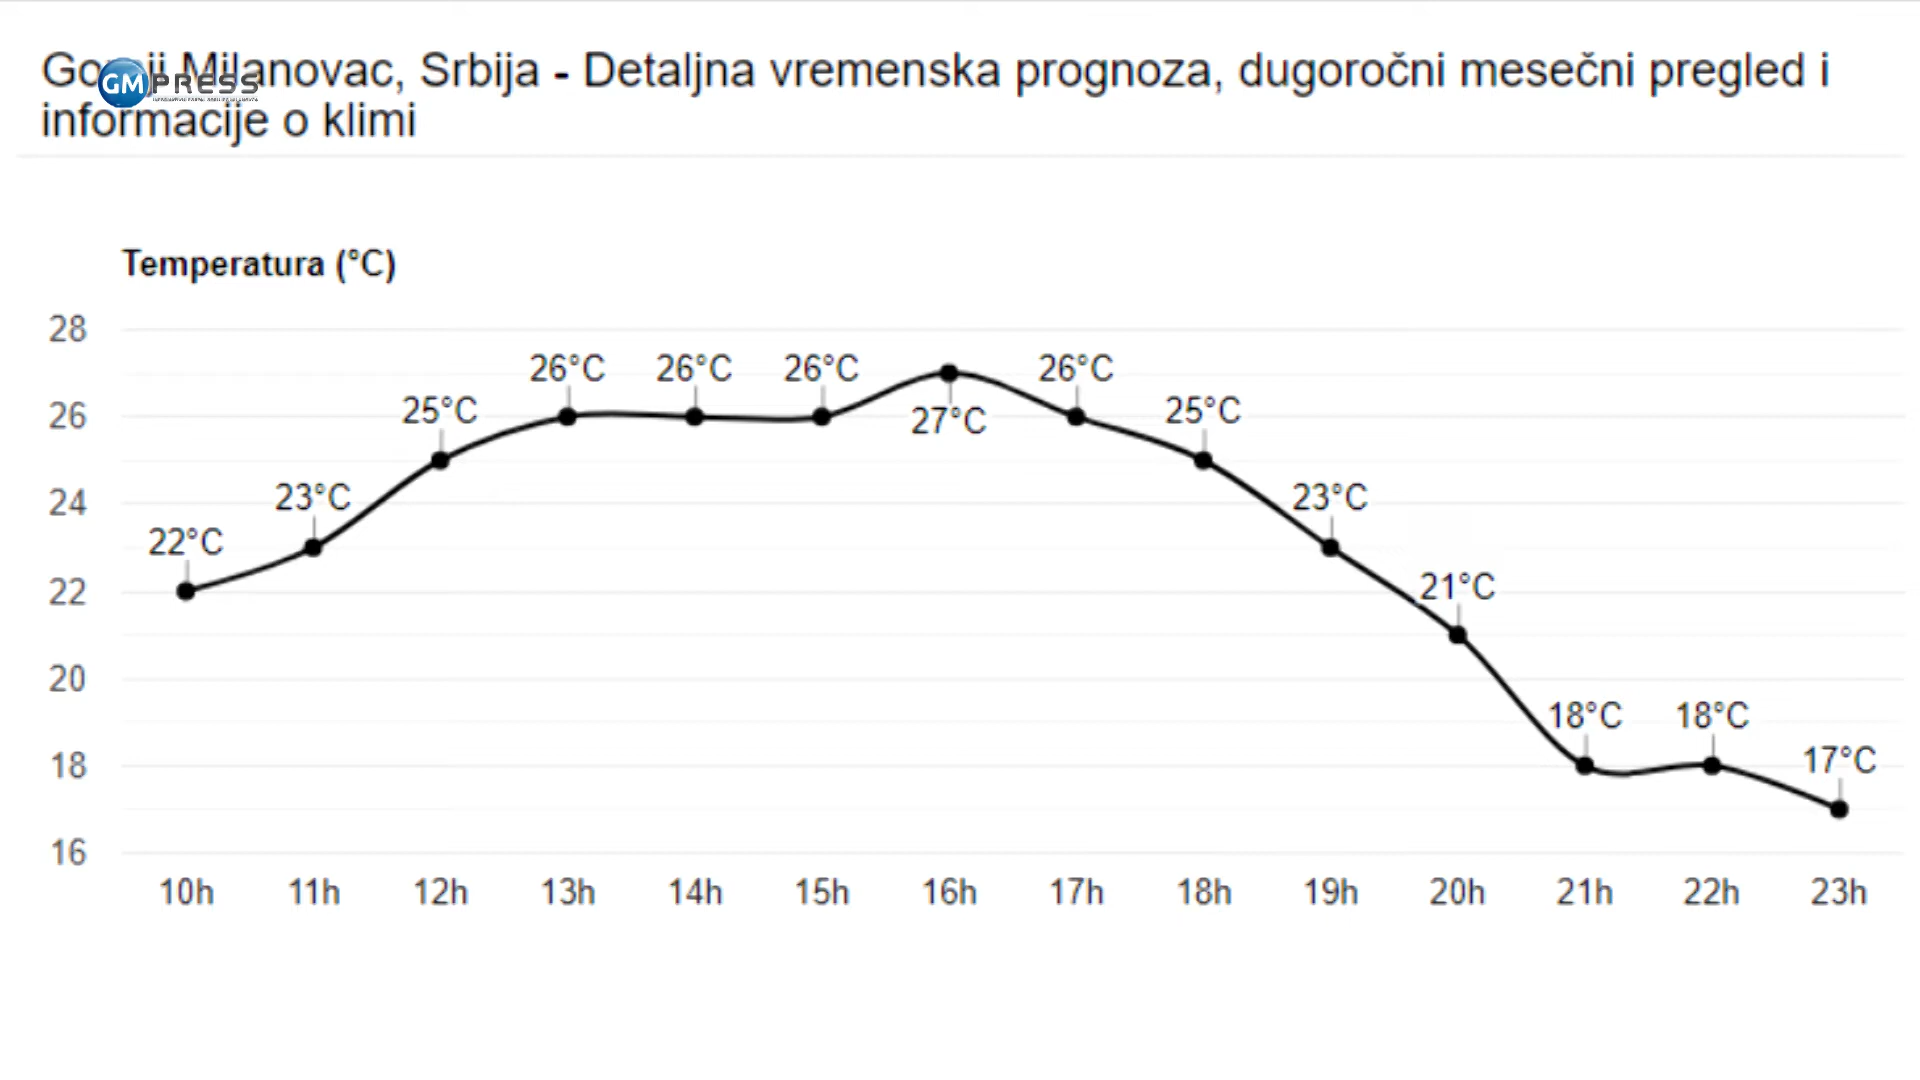 Gornji Milanovac, Srbija - Detaljna vremenska prognoza, dugoročni mesečni pregled i
informacije o klimi
GMPRESS
Temperatura (°C)
28
26
24
22
20
18
16
22°C
23°C
25°C
26°C
26°C
26°C
27°C
26°C
25°C
23°C
21°C
18°C
18°C
17°C
10h 11h 12h 13h 14h 15h 16h 17h 18h 19h 20h 21h 22h 23h